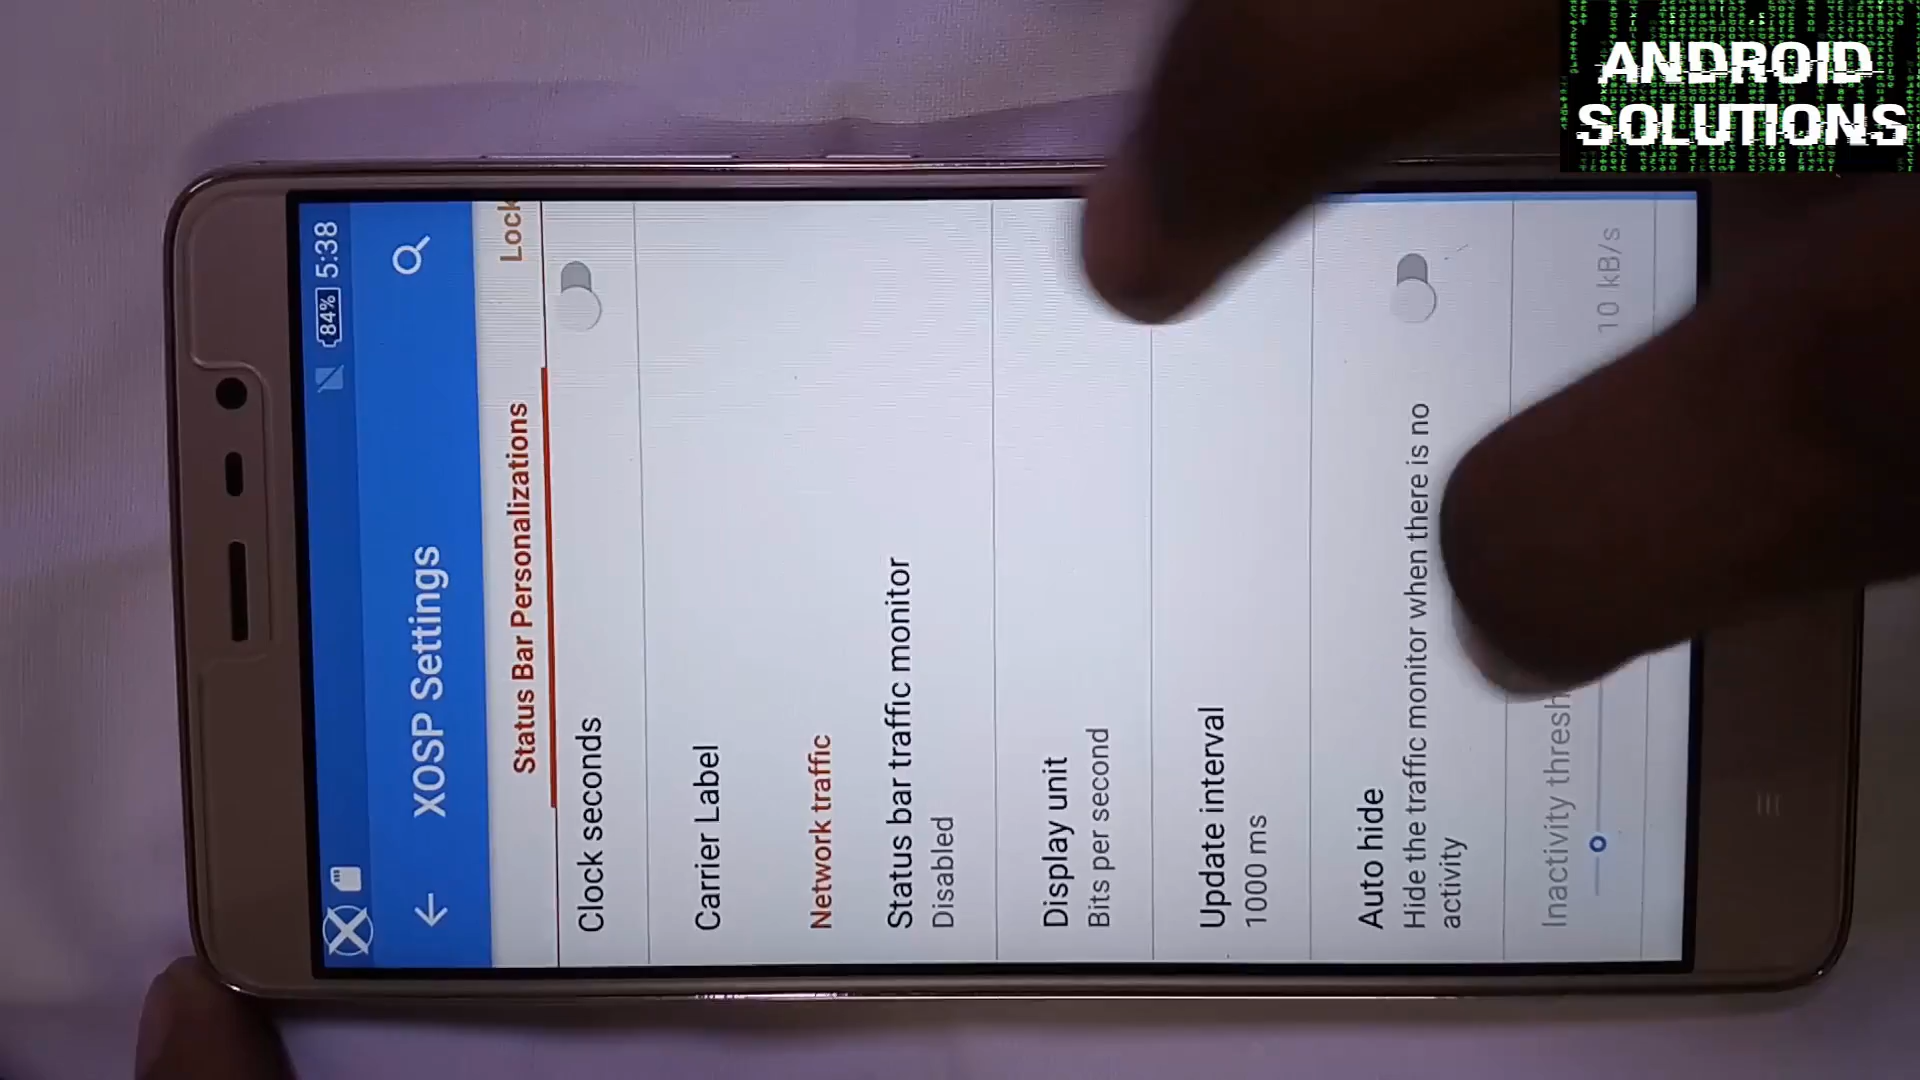 ANDROID
SOLUTIONS
84% 5:38
XOSP Settings
Status Bar Personalizations
Lock
Clock seconds
Carrier Label
Network traffic
Status bar traffic monitor
Disabled
Display unit
Bits per second
Update interval
1000 ms
Auto hide
Hide the traffic monitor when there is no
activity
Inactivity thresh
10 kB/s